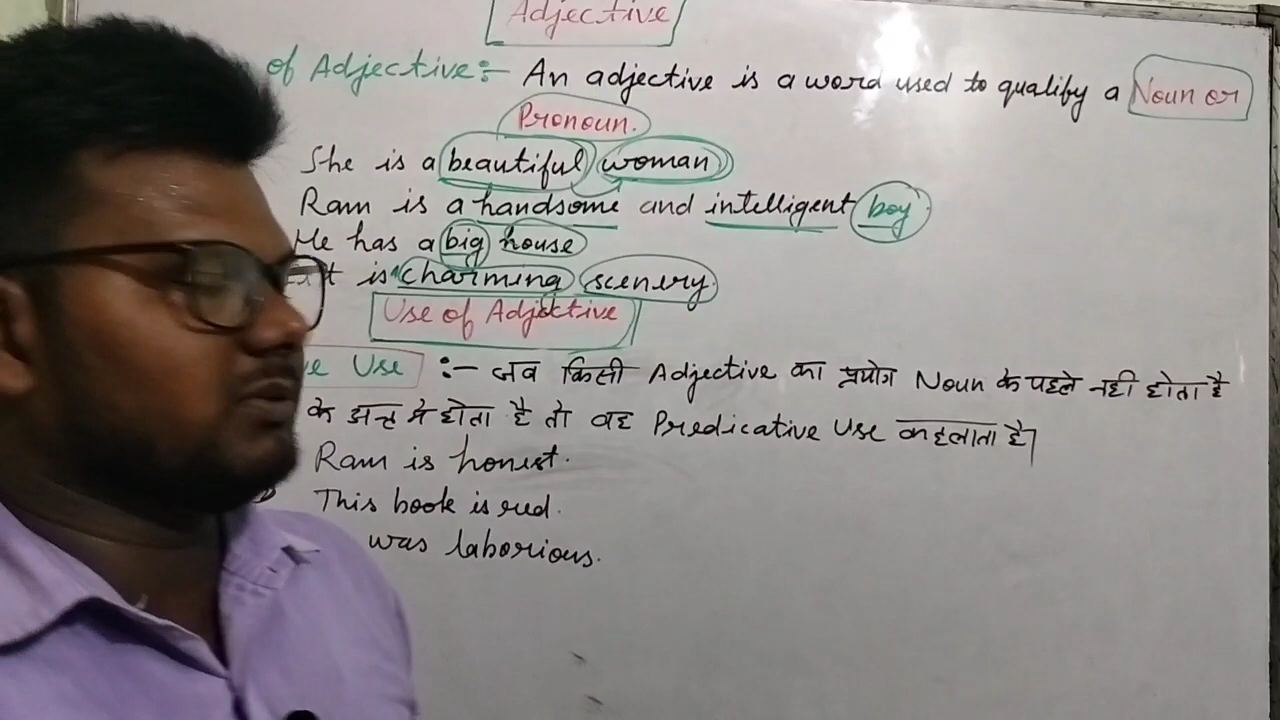 Adjective
of Adjective:- An adjective is a word used to qualify a Noun or
Pronoun.
She is a beautiful woman
Ram is a handsome and intelligent boy
He has a big house
It is charming scenery.
Use of Adjective
Use :- जब किसी Adjective का प्रयोग Noun के पहले नही होता है
के अन्त मे होता है तो वह Predicative Use कहलाता है।
Ram is honest.
This book is red.
was laborious.